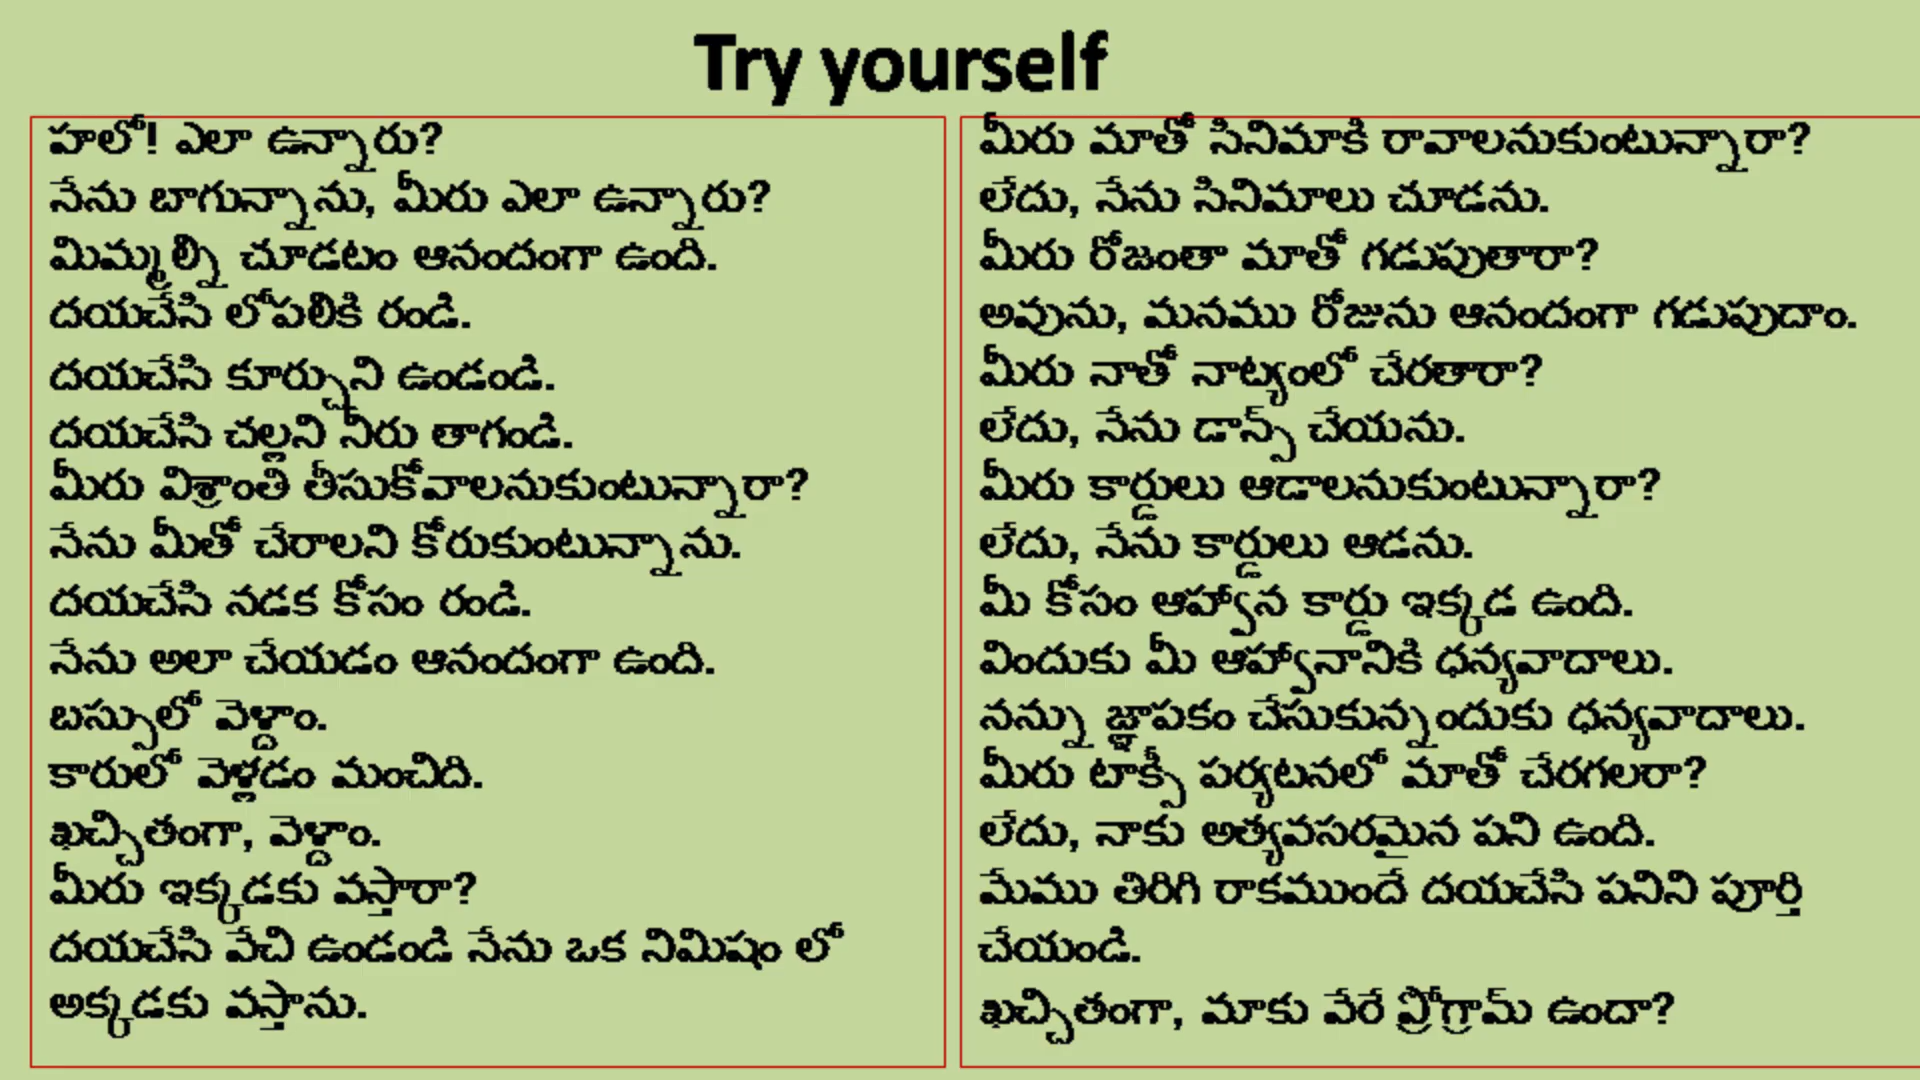 Try yourself
హలో! ఎలా ఉన్నారు?
నేను బాగున్నాను, మీరు ఎలా ఉన్నారు?
మిమ్మల్ని చూడటం ఆనందంగా ఉంది.
దయచేసి లోపలికి రండి.
దయచేసి కూర్చుని ఉండండి.
దయచేసి చల్లని నీరు తాగండి.
మీరు విశ్రాంతి తీసుకోవాలనుకుంటున్నారా?
నేను మీతో చేరాలని కోరుకుంటున్నాను.
దయచేసి నడక కోసం రండి.
నేను అలా చేయడం ఆనందంగా ఉంది.
బస్సులో వెళ్దాం.
కారులో వెళ్లడం మంచిది.
ఖచ్చితంగా, వెళ్దాం.
మీరు ఇక్కడకు వస్తారా?
దయచేసి వేచి ఉండండి నేను ఒక నిమిషం లో
అక్కడకు వస్తాను.
మీరు మాతో సినిమాకి రావాలనుకుంటున్నారా?
లేదు, నేను సినిమాలు చూడను.
మీరు రోజంతా మాతో గడుపుతారా?
అవును, మనము రోజును ఆనందంగా గడుపుదాం.
మీరు నాతో నాట్యంలో చేరతారా?
లేదు, నేను డాన్స్ చేయను.
మీరు కార్డులు ఆడాలనుకుంటున్నారా?
లేదు, నేను కార్డులు ఆడను.
మీ కోసం ఆహ్వాన కార్డు ఇక్కడ ఉంది.
విందుకు మీ ఆహ్వానానికి ధన్యవాదాలు.
నన్ను జ్ఞాపకం చేసుకున్నందుకు ధన్యవాదాలు.
మీరు టాక్సీ పర్యటనలో మాతో చేరగలరా?
లేదు, నాకు అత్యవసరమైన పని ఉంది.
మేము తిరిగి రాకముందే దయచేసి పనిని పూర్తి
చేయండి.
ఖచ్చితంగా, మాకు వేరే ప్రోగ్రామ్ ఉందా?